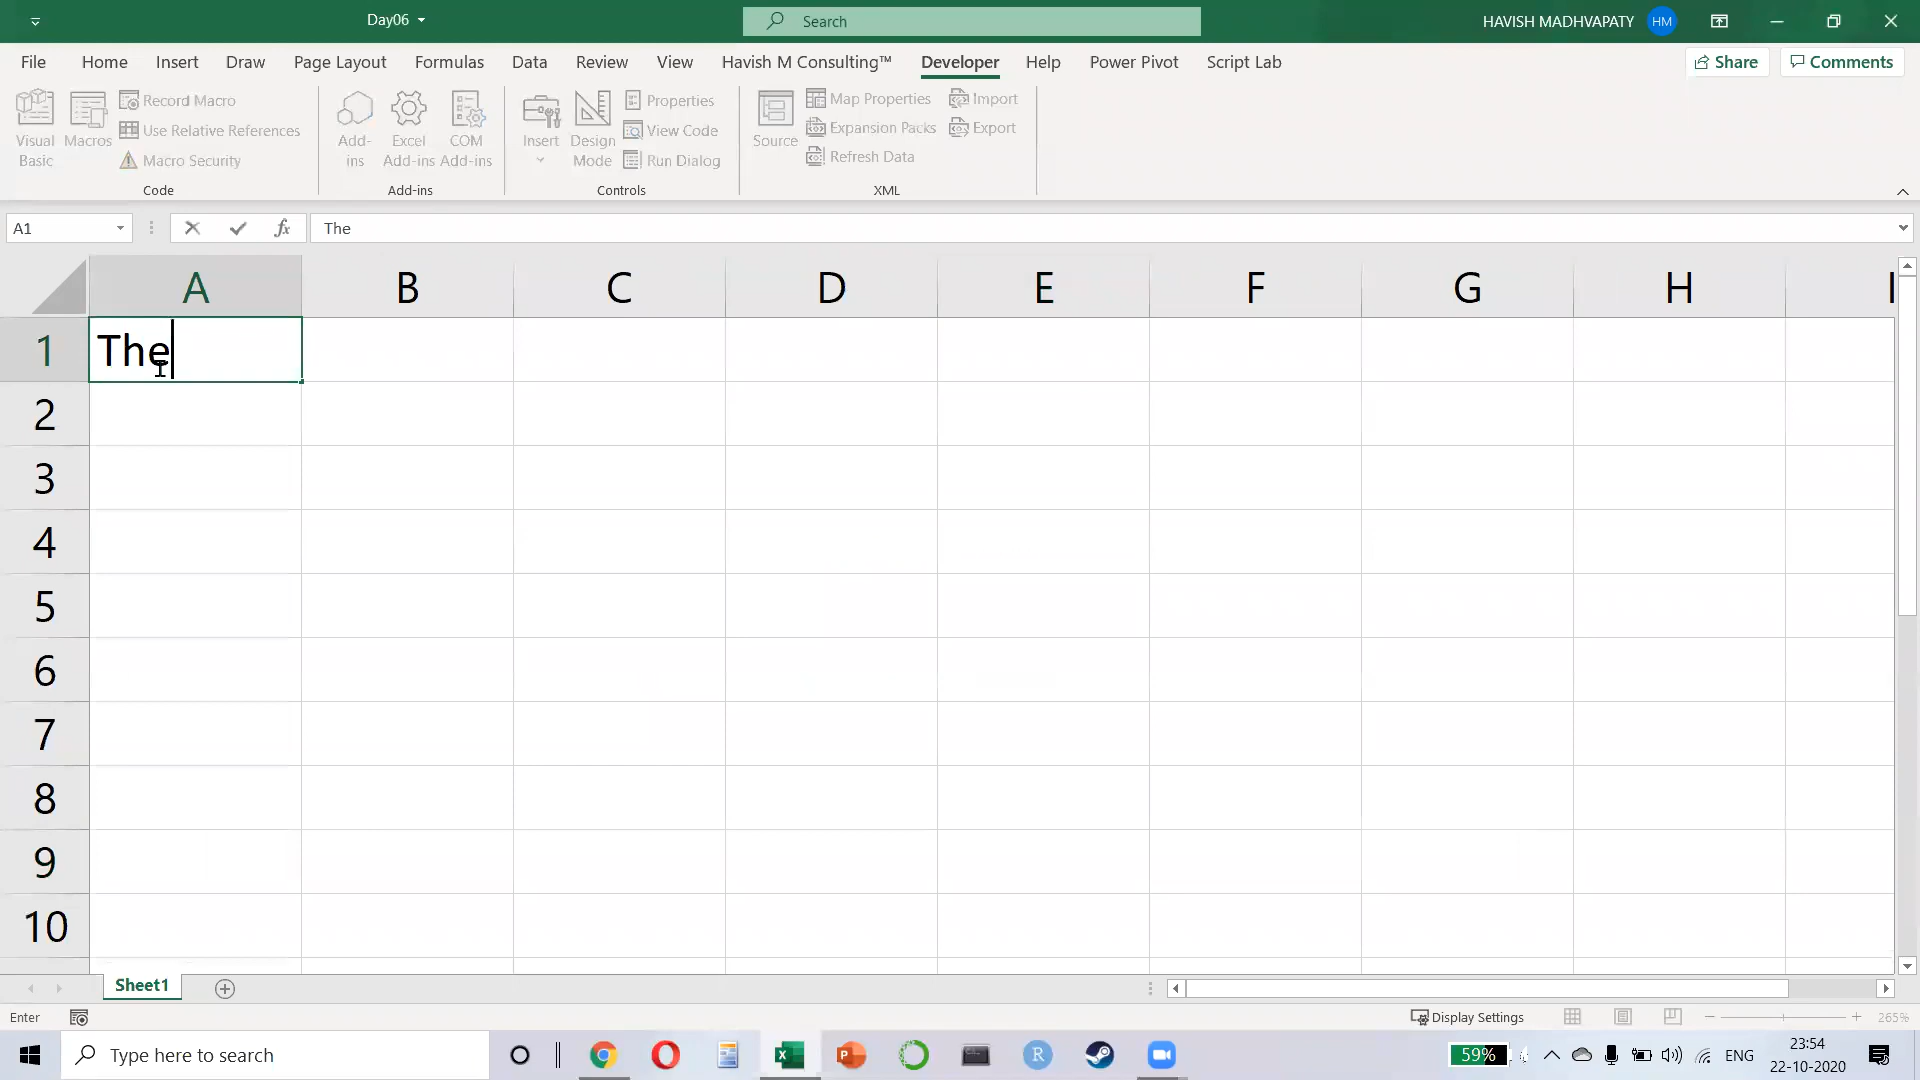 Day06
Search
HAVISH MADHVAPATY
HM
File
Home
Insert
Draw
Page Layout
Formulas
Data
Review
View
Havish M Consulting™
Developer
Help
Power Pivot
Script Lab
Share
Comments
Visual
Basic
Macros
Record Macro
Use Relative References
Macro Security
Code
Add-
ins
Excel
Add-ins
COM
Add-ins
Add-ins
Insert
Design
Mode
Properties
View Code
Run Dialog
Controls
Source
Map Properties
Expansion Packs
Refresh Data
Import
Export
XML
A1
fx
The
A B C D E F G H I
1 The
2
3
4
5
6
7
8
9
10
Sheet1
Enter
Display Settings
265%
Type here to search
59%
ENG
23:54
22-10-2020